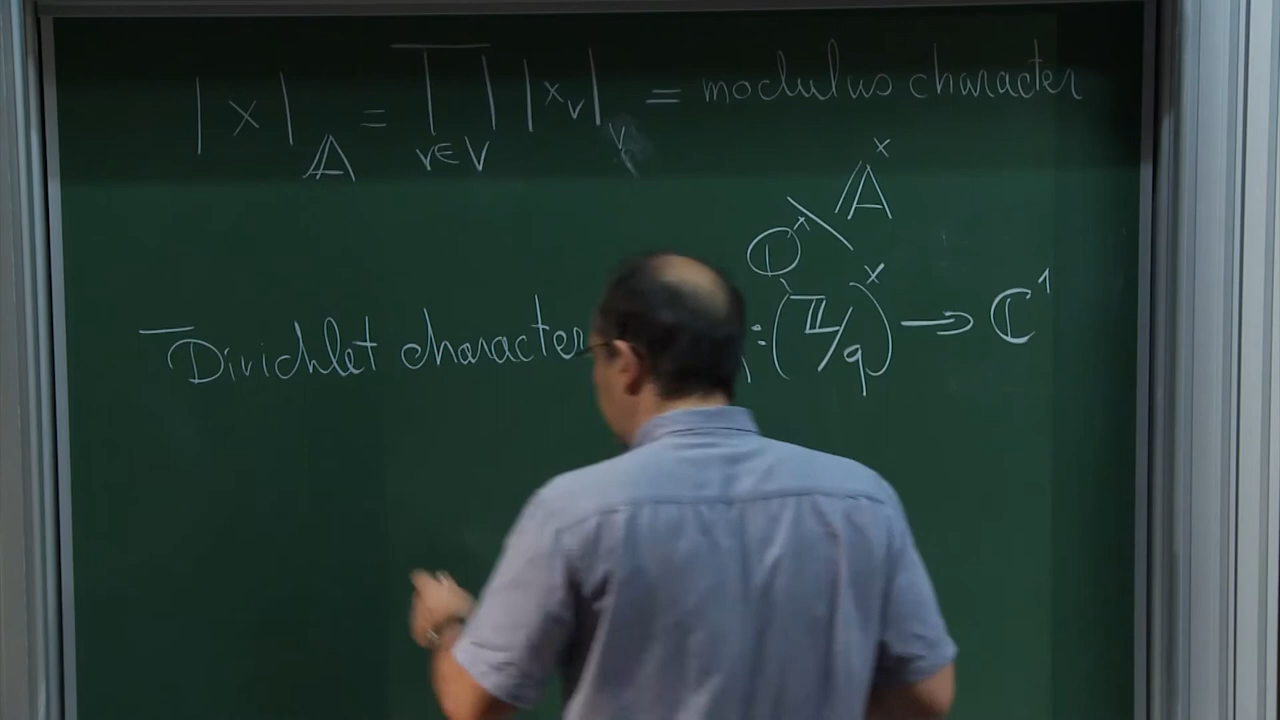 |x|_𝔸 = ∏_{v∈V} |x_v|_v = modulus character
ℚ^× \ 𝔸^×
— Dirichlet character : (ℤ/q)^× → ℂ^1